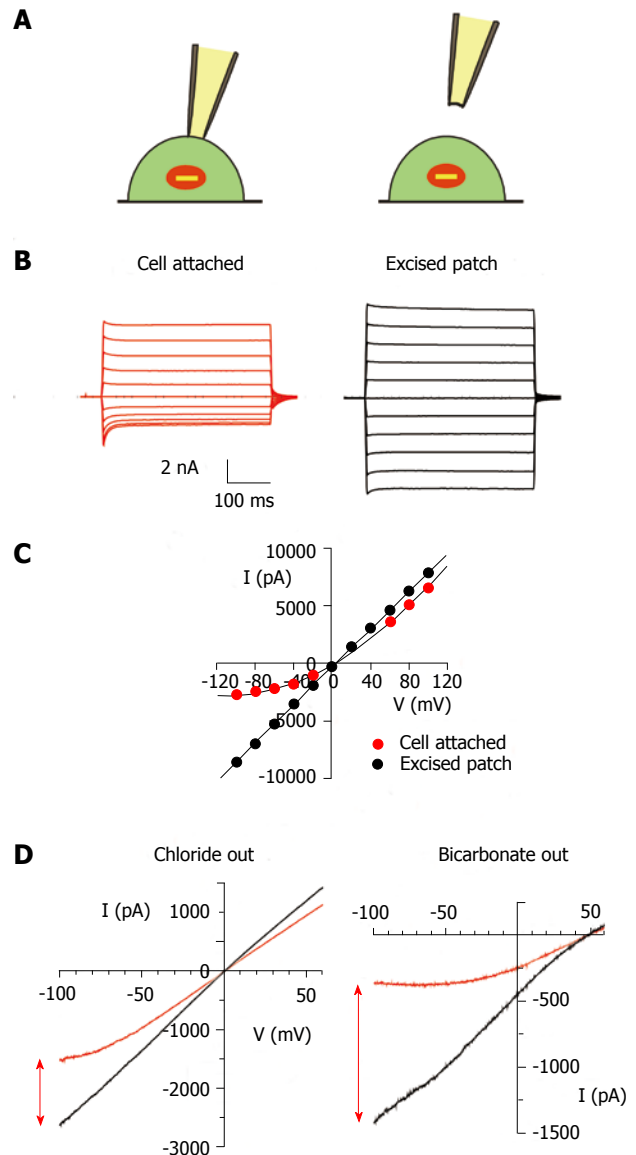 A
B
Cell attached
Excised patch
2 nA
100 ms
C
10000
I (pA)
5000
0
-120 -80 -40 0 40 80 120
V (mV)
-5000
-10000
Cell attached
Excised patch
D
Chloride out
Bicarbonate out
I (pA)
1000
0
-100 -50 50
-1000
V (mV)
-2000
-3000
-100 -50 0 50
-500
-1000
I (pA)
-1500